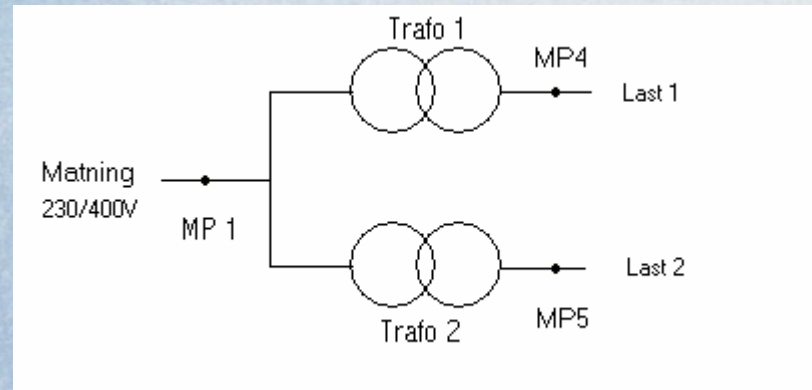 Trafo 1
MP4
Last 1
Matning
230/400V
MP 1
Last 2
Trafo 2
MP5